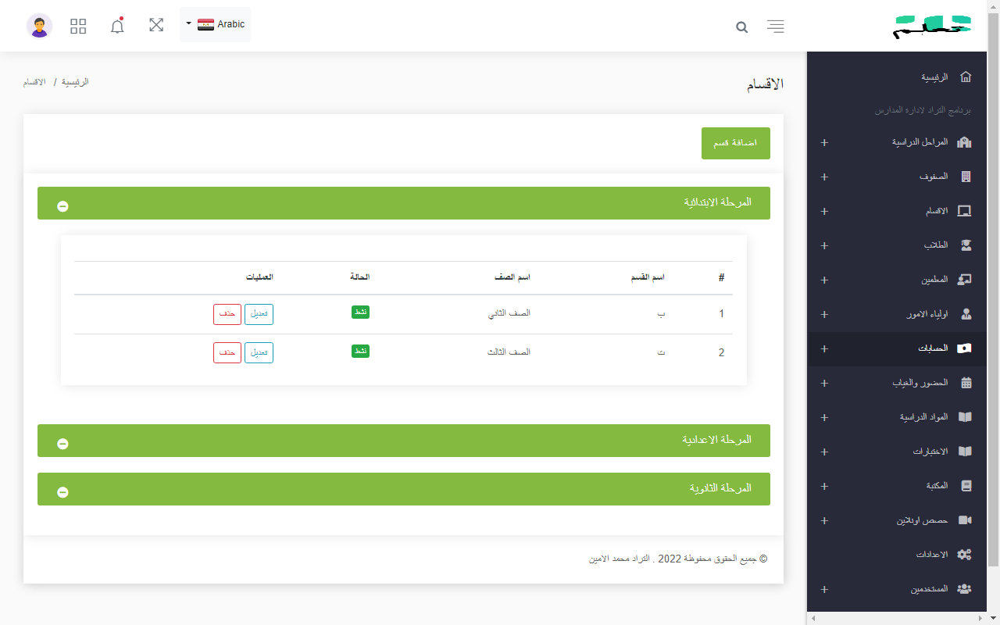 معلم
Arabic
الرئيسية
برنامج التراد لادارة المدارس
المراحل الدراسية
الصفوف
الاقسام
الطلاب
المعلمين
اولياء الامور
الحسابات
الحضور والغياب
المواد الدراسية
الاختبارات
المكتبة
حصص اونلاين
الاعدادات
المستخدمين
الاقسام
الرئيسية / الاقسام
اضافة قسم
المرحلة الابتدائية
# اسم القسم اسم الصف الحالة العمليات
1 ب الصف الثاني نشط تعديل حذف
2 ت الصف الثالث نشط تعديل حذف
المرحلة الاعدادية
المرحلة الثانوية
© جميع الحقوق محفوظة 2022 . التراد محمد الامين